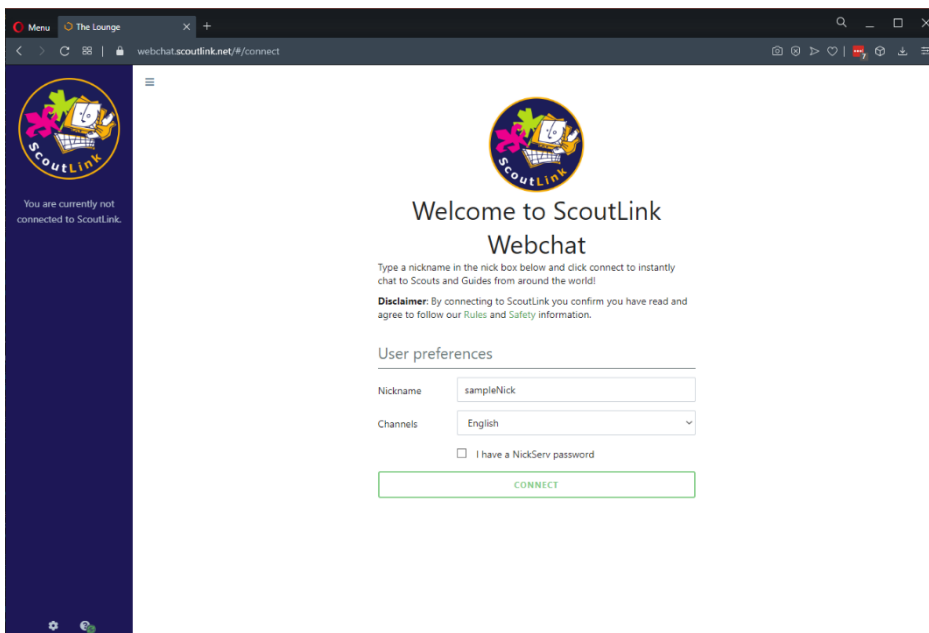 Menu
The Lounge
webchat.scoutlink.net/#/connect
ScoutLink
You are currently not
connected to ScoutLink.
ScoutLink
Welcome to ScoutLink
Webchat
Type a nickname in the nick box below and click connect to instantly
chat to Scouts and Guides from around the world!
Disclaimer: By connecting to ScoutLink you confirm you have read and
agree to follow our Rules and Safety information.
User preferences
Nickname
sampleNick
Channels
English
I have a NickServ password
CONNECT